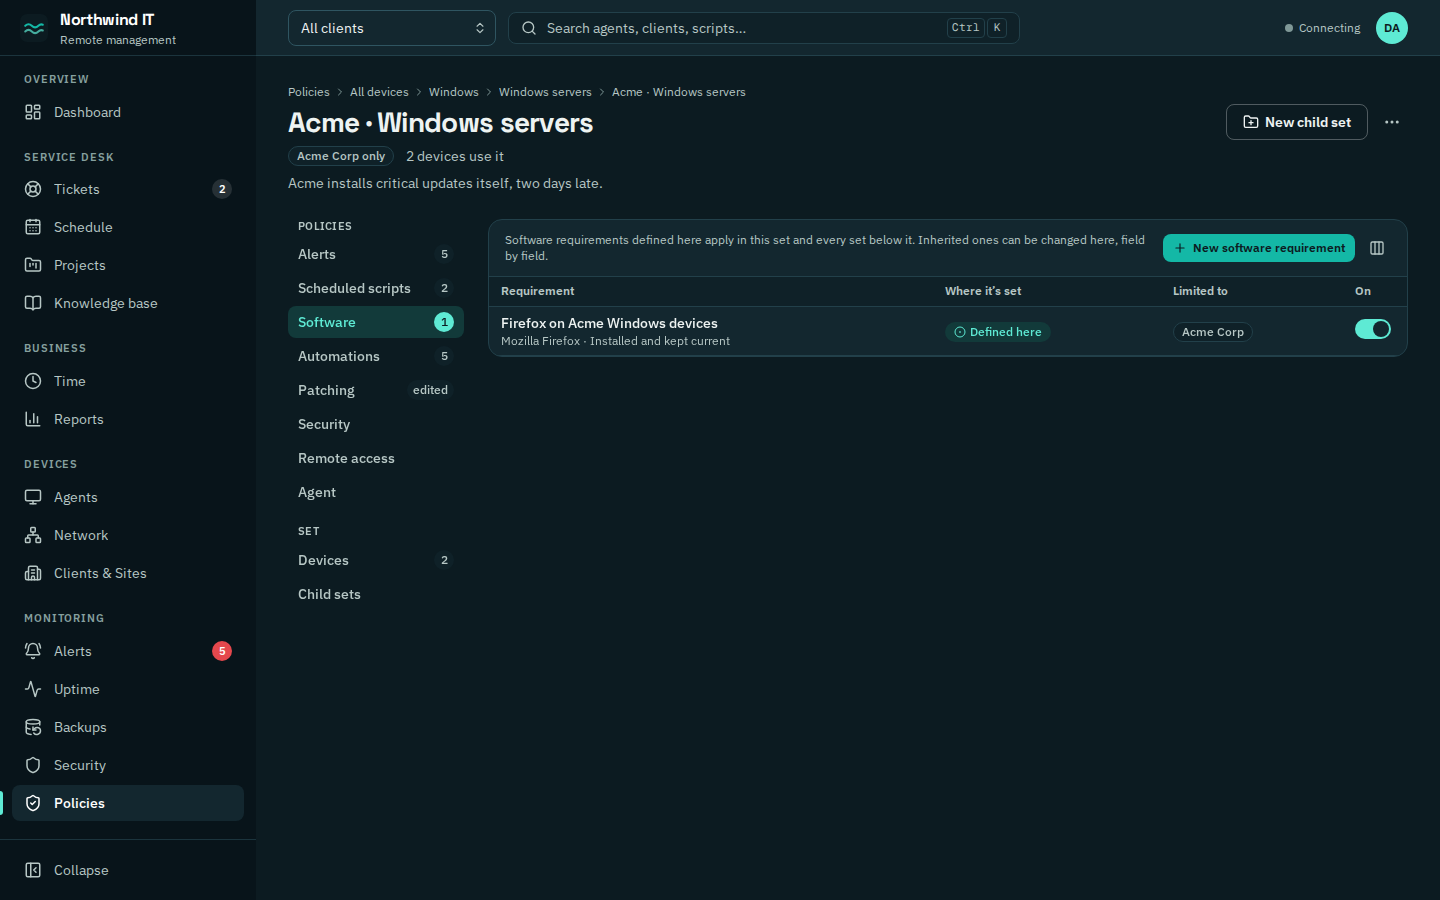 Northwind IT
Remote management
All clients
Search agents, clients, scripts...
Ctrl K
Connecting
DA
OVERVIEW
Dashboard
SERVICE DESK
Tickets 2
Schedule
Projects
Knowledge base
BUSINESS
Time
Reports
DEVICES
Agents
Network
Clients & Sites
MONITORING
Alerts 5
Uptime
Backups
Security
Policies
Collapse
Policies > All devices > Windows > Windows servers > Acme · Windows servers
Acme · Windows servers
New child set
Acme Corp only 2 devices use it
Acme installs critical updates itself, two days late.
POLICIES
Alerts 5
Scheduled scripts 2
Software 1
Automations 5
Patching edited
Security
Remote access
Agent
SET
Devices 2
Child sets
Software requirements defined here apply in this set and every set below it. Inherited ones can be changed here, field
by field.
New software requirement
Requirement Where it's set Limited to On
Firefox on Acme Windows devices
Mozilla Firefox · Installed and kept current
Defined here
Acme Corp